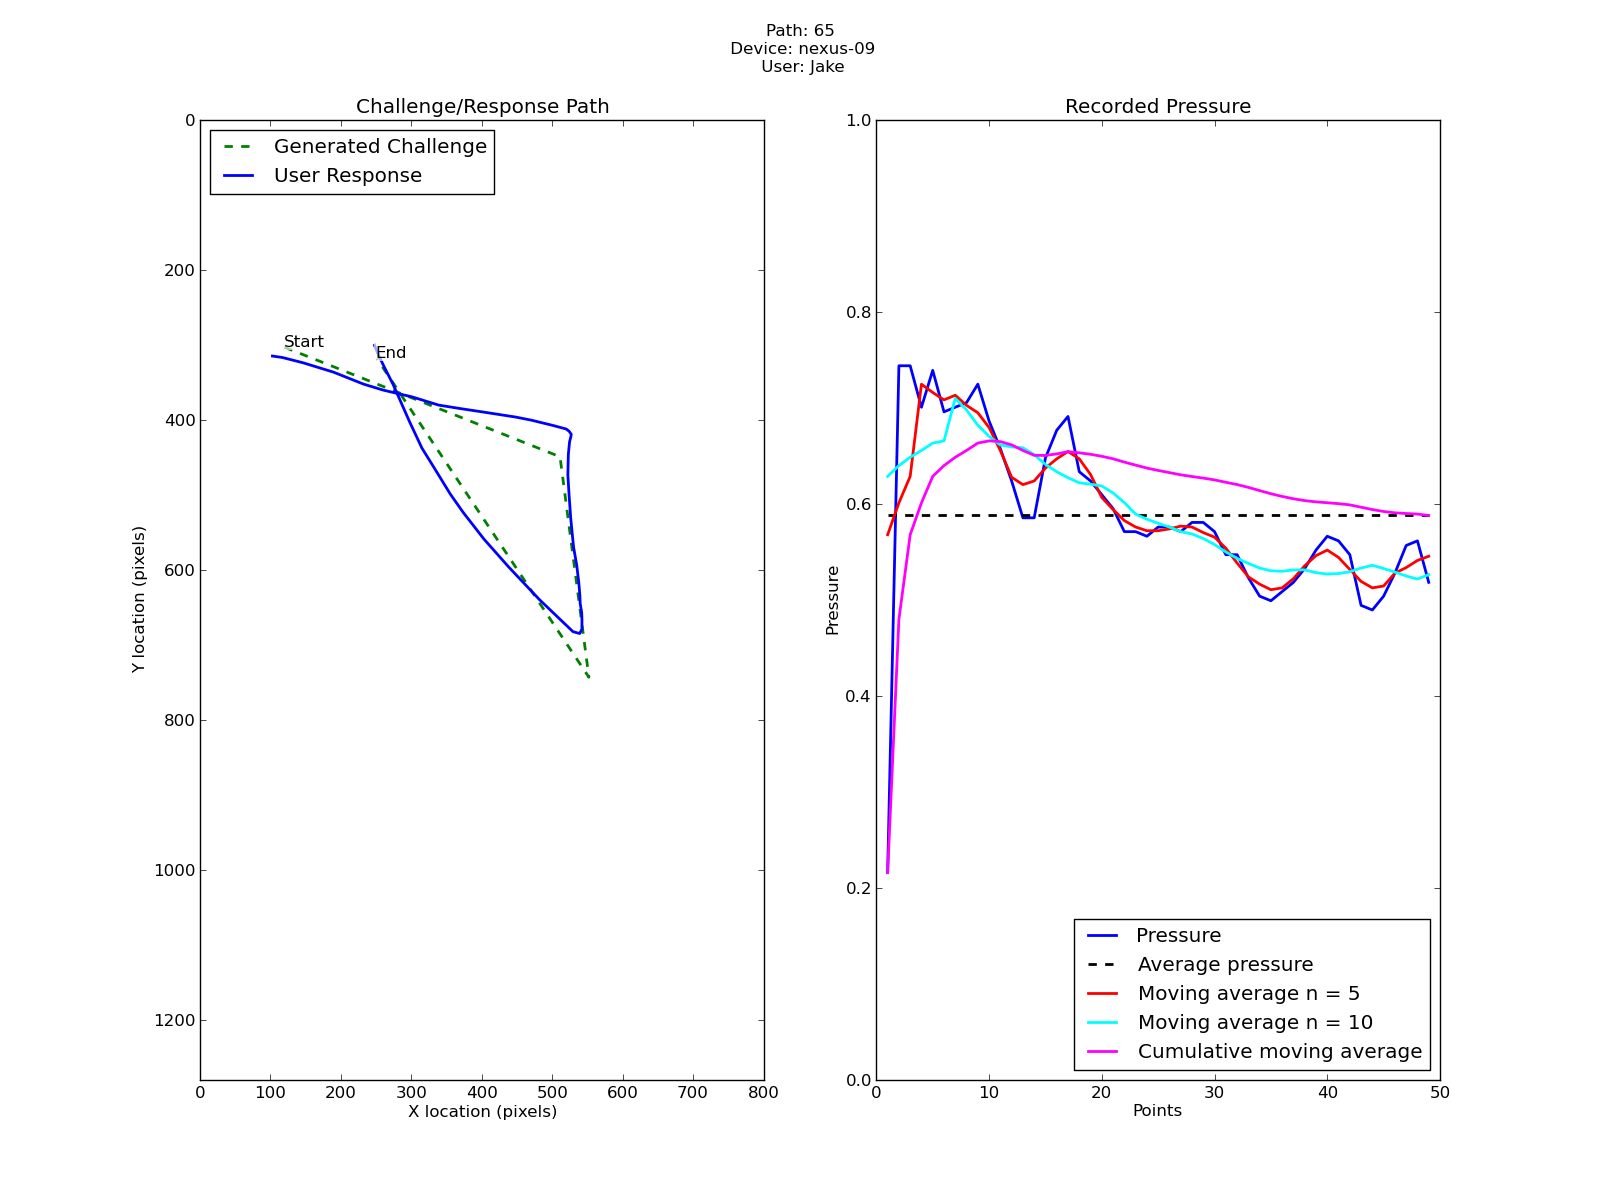 Path: 65
Device: nexus-09
User: Jake
Challenge/Response Path
Generated Challenge
User Response
Start
End
0
200
400
600
800
1000
1200
Y location (pixels)
0 100 200 300 400 500 600 700 800
X location (pixels)
Recorded Pressure
1.0
0.8
0.6
0.4
0.2
0.0
Pressure
Pressure
Average pressure
Moving average n = 5
Moving average n = 10
Cumulative moving average
0 10 20 30 40 50
Points